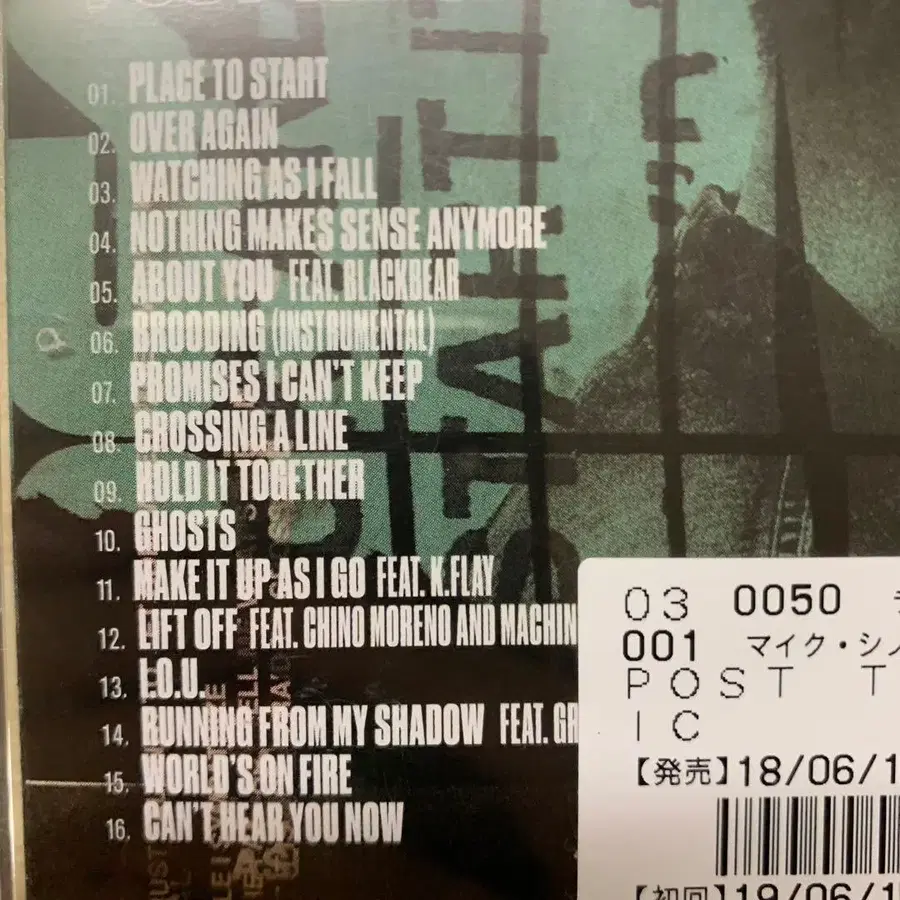 01. PLACE TO START
02. OVER AGAIN
03. WATCHING AS I FALL
04. NOTHING MAKES SENSE ANYMORE
05. ABOUT YOU FEAT. BLACKBEAR
06. BROODING (INSTRUMENTAL)
07. PROMISES I CAN'T KEEP
08. CROSSING A LINE
09. HOLD IT TOGETHER
10. GHOSTS
11. MAKE IT UP AS I GO FEAT. K.FLAY
12. LIFT OFF FEAT. CHINO MORENO AND MACHIN
13. I.O.U.
14. RUNNING FROM MY SHADOW FEAT. GR
15. WORLD'S ON FIRE
16. CAN'T HEAR YOU NOW
03 0050
001 マイク・シノ
POST T
IC
【発売】18/06/1
【初回】19/06/1